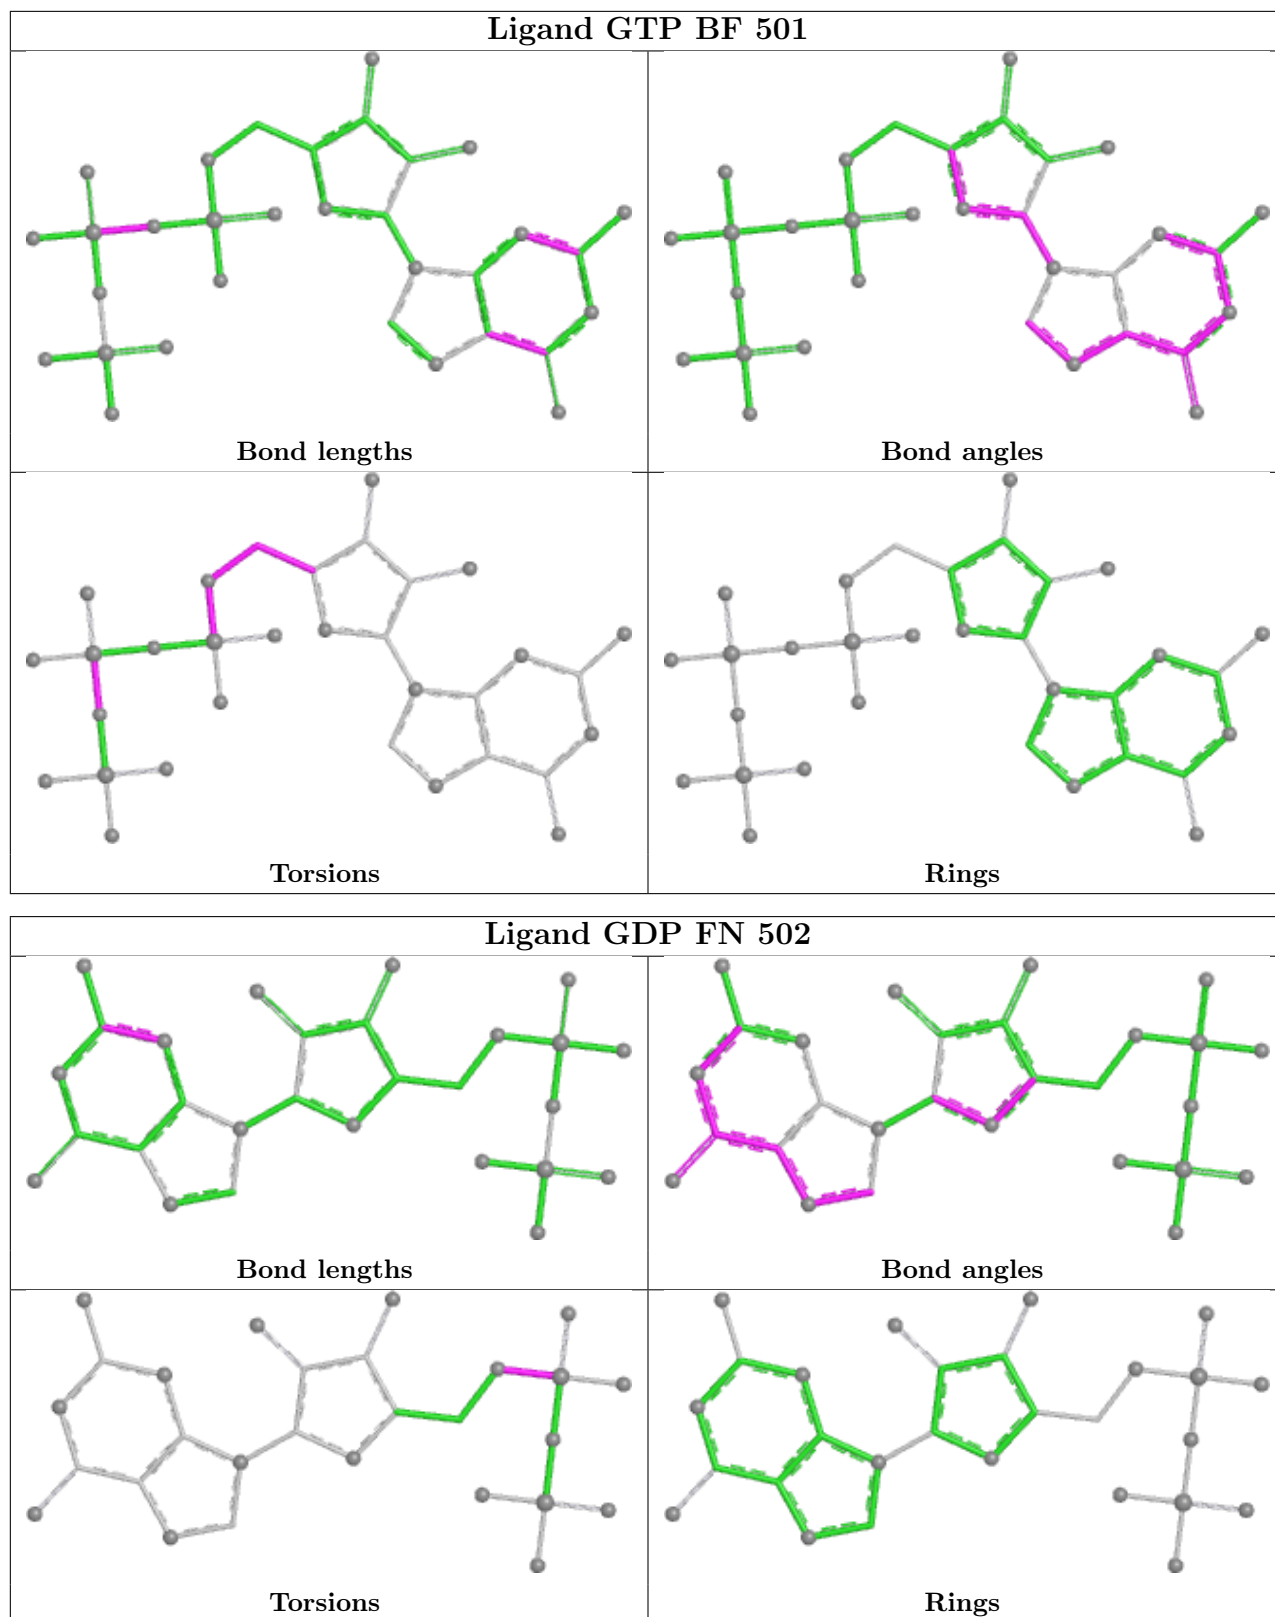 Ligand GTP BF 501
Bond lengths
Bond angles
Torsions
Rings
Ligand GDP FN 502
Bond lengths
Bond angles
Torsions
Rings